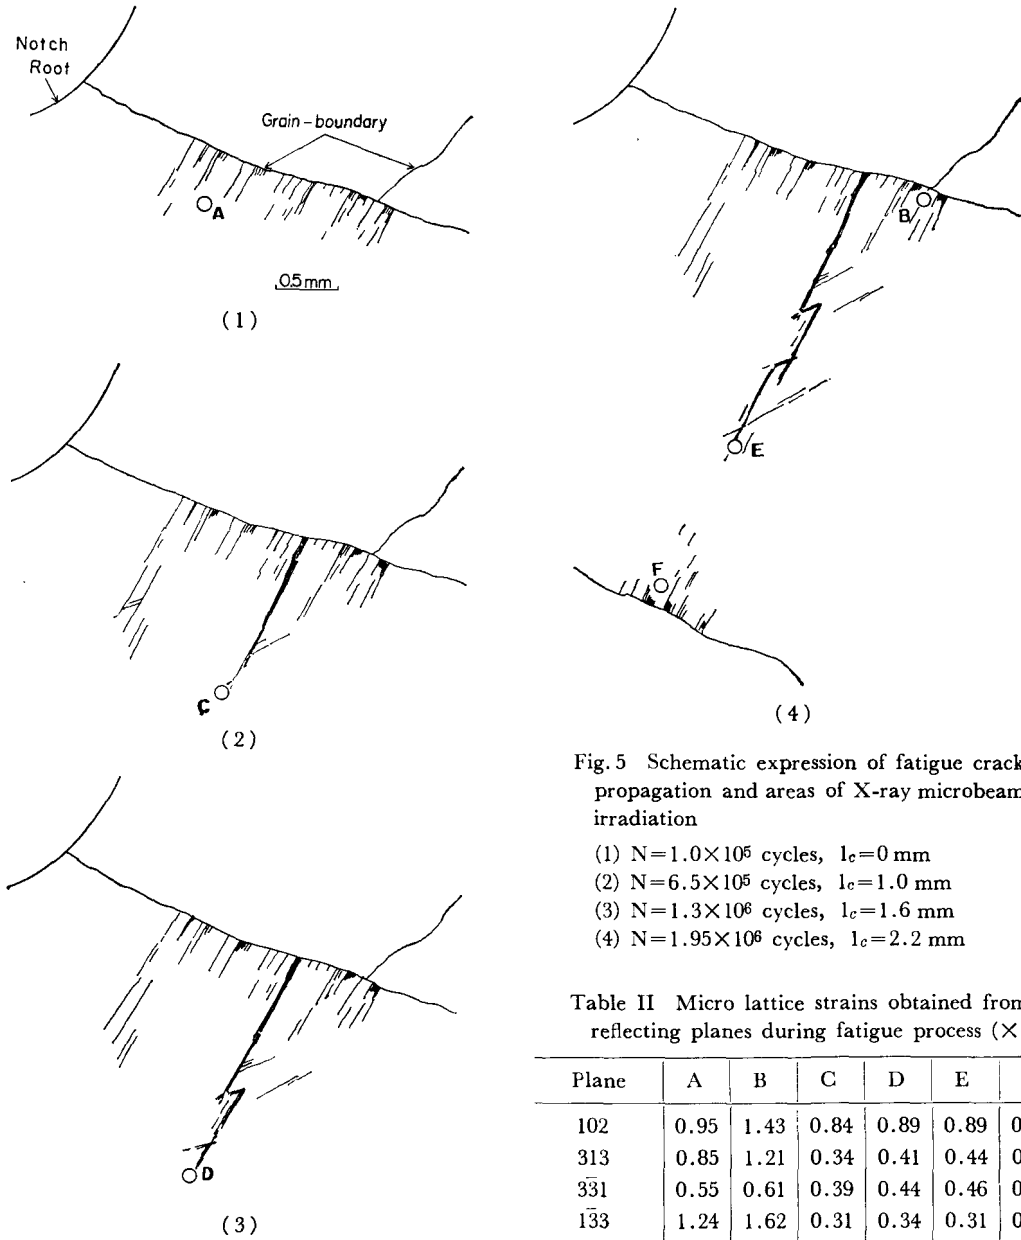 Notch
Root
Grain-boundary
A
0.5mm
(1)
C
(2)
D
(3)
B
E
F
(4)
Fig. 5 Schematic expression of fatigue crack
propagation and areas of X-ray microbeam
irradiation
(1) N=1.0×10⁵ cycles, lc=0 mm
(2) N=6.5×10⁵ cycles, lc=1.0 mm
(3) N=1.3×10⁶ cycles, lc=1.6 mm
(4) N=1.95×10⁶ cycles, lc=2.2 mm
Table II Micro lattice strains obtained from
reflecting planes during fatigue process (×
Plane A B C D E
102 0.95 1.43 0.84 0.89 0.89 0
313 0.85 1.21 0.34 0.41 0.44 0
33̄1 0.55 0.61 0.39 0.44 0.46 0
13̄3 1.24 1.62 0.31 0.34 0.31 0